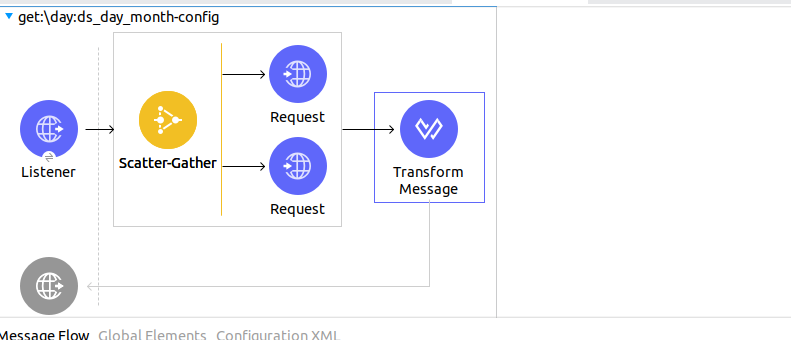 get:\day:ds_day_month-config
Listener
Scatter-Gather
Request
Request
Transform
Message
Message Flow Global Elements Configuration XML